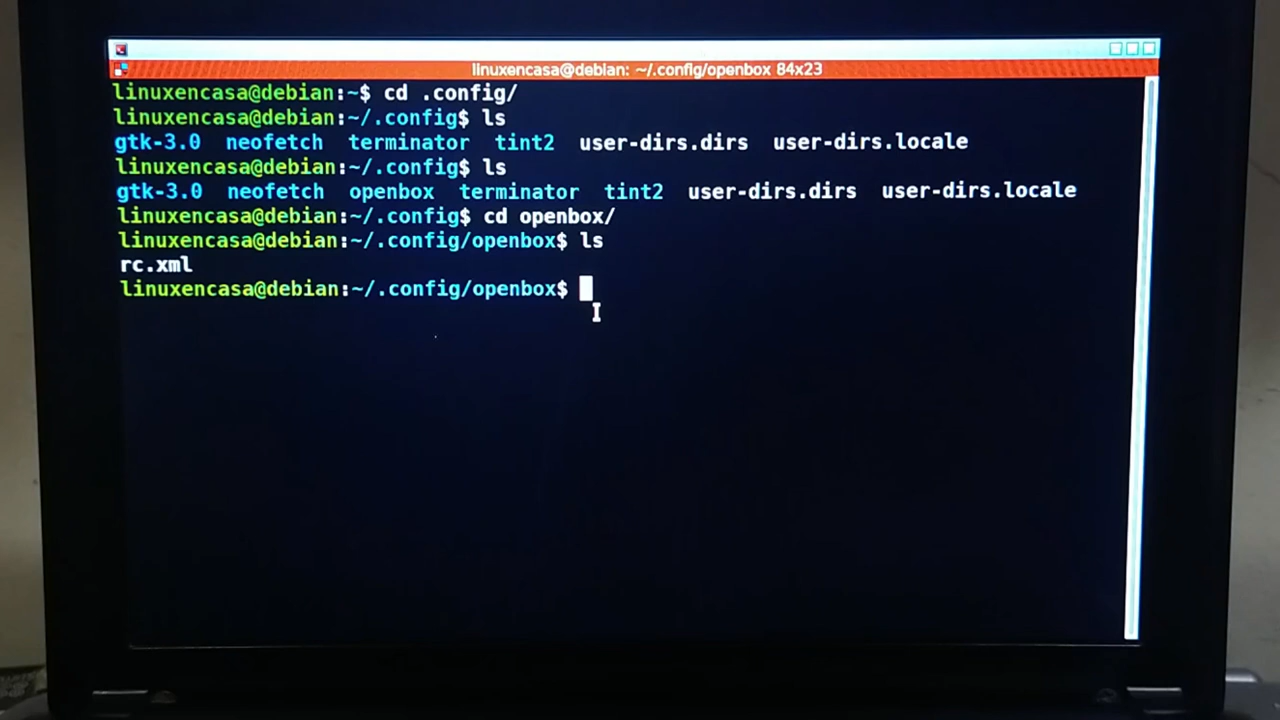 linuxencasa@debian: ~/.config/openbox 84x23
linuxencasa@debian:~$ cd .config/
linuxencasa@debian:~/.config$ ls
gtk-3.0 neofetch terminator tint2 user-dirs.dirs user-dirs.locale
linuxencasa@debian:~/.config$ ls
gtk-3.0 neofetch openbox terminator tint2 user-dirs.dirs user-dirs.locale
linuxencasa@debian:~/.config$ cd openbox/
linuxencasa@debian:~/.config/openbox$ ls
rc.xml
linuxencasa@debian:~/.config/openbox$